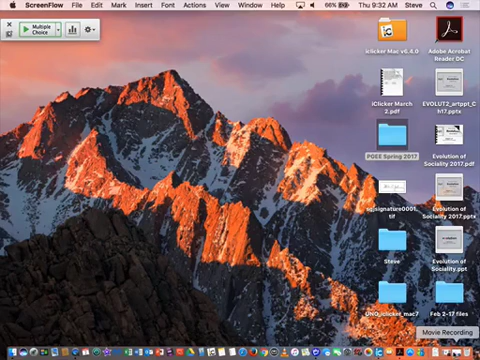 ScreenFlow File Edit Mark Insert Font Actions View Window Help 66% Thu 9:32 AM Steve
Multiple
Choice
iclicker Mac v6.4.0
Adobe Acrobat
Reader DC
iClicker March
2.pdf
EVOLUT2_artppt_C
h17.pptx
PGEE Spring 2017
Evolution of
Sociality 2017.pdf
signature0001.
tif
Evolution of
Sociality 2017.pptx
Steve
Evolution of
Sociality.ppt
UNO_iclicker_mac7
Feb 2-17 files
Movie Recording